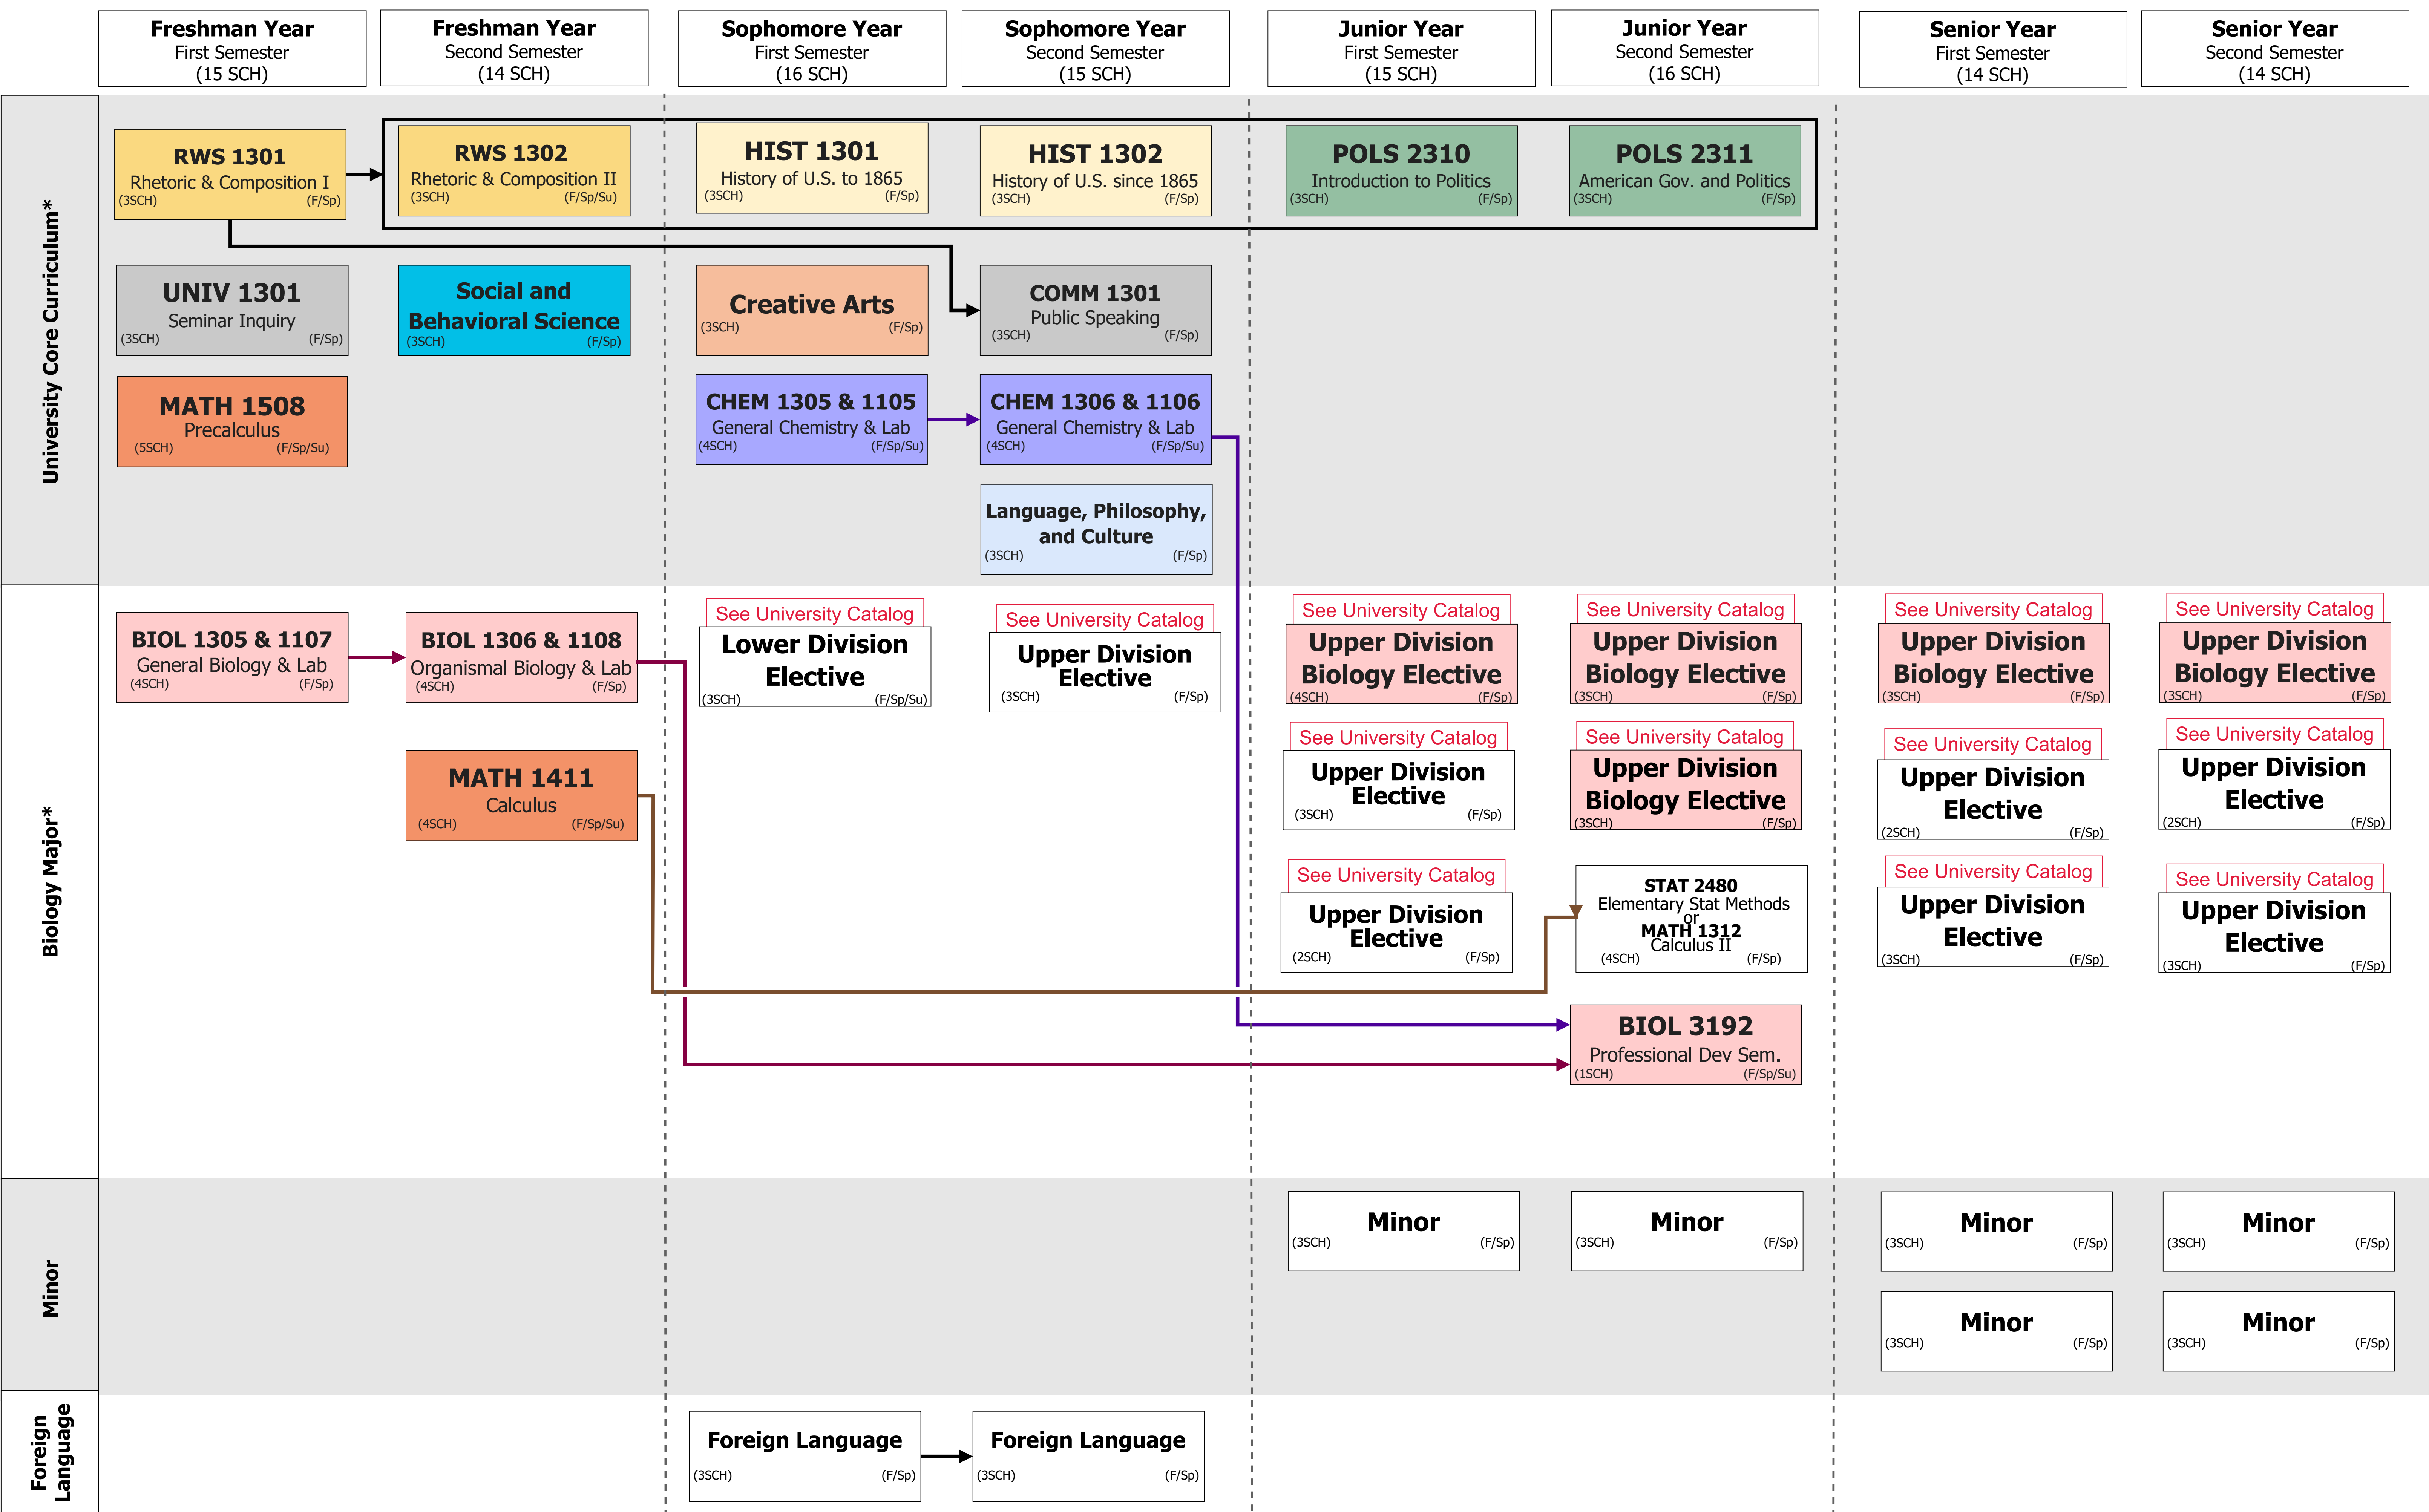 Freshman Year
First Semester
(15 SCH)
Freshman Year
Second Semester
(14 SCH)
Sophomore Year
First Semester
(16 SCH)
Sophomore Year
Second Semester
(15 SCH)
Junior Year
First Semester
(15 SCH)
Junior Year
Second Semester
(16 SCH)
Senior Year
First Semester
(14 SCH)
Senior Year
Second Semester
(14 SCH)
University Core Curriculum*
RWS 1301
Rhetoric & Composition I
(3SCH) (F/Sp)
RWS 1302
Rhetoric & Composition II
(3SCH) (F/Sp/Su)
HIST 1301
History of U.S. to 1865
(3SCH) (F/Sp)
HIST 1302
History of U.S. since 1865
(3SCH) (F/Sp)
POLS 2310
Introduction to Politics
(3SCH) (F/Sp)
POLS 2311
American Gov. and Politics
(3SCH) (F/Sp)
UNIV 1301
Seminar Inquiry
(3SCH) (F/Sp)
Social and
Behavioral Science
(3SCH) (F/Sp)
Creative Arts
(3SCH) (F/Sp)
COMM 1301
Public Speaking
(3SCH) (F/Sp)
MATH 1508
Precalculus
(5SCH) (F/Sp/Su)
CHEM 1305 & 1105
General Chemistry & Lab
(4SCH) (F/Sp/Su)
CHEM 1306 & 1106
General Chemistry & Lab
(4SCH) (F/Sp/Su)
Language, Philosophy,
and Culture
(3SCH) (F/Sp)
Biology Major*
BIOL 1305 & 1107
General Biology & Lab
(4SCH) (F/Sp)
BIOL 1306 & 1108
Organismal Biology & Lab
(4SCH) (F/Sp)
See University Catalog
Lower Division
Elective
(3SCH) (F/Sp/Su)
See University Catalog
Upper Division
Elective
(3SCH) (F/Sp)
See University Catalog
Upper Division
Biology Elective
(4SCH) (F/Sp)
See University Catalog
Upper Division
Biology Elective
(3SCH) (F/Sp)
See University Catalog
Upper Division
Biology Elective
(3SCH) (F/Sp)
See University Catalog
Upper Division
Biology Elective
(3SCH) (F/Sp)
MATH 1411
Calculus
(4SCH) (F/Sp/Su)
See University Catalog
Upper Division
Elective
(3SCH) (F/Sp)
See University Catalog
Upper Division
Biology Elective
(3SCH) (F/Sp)
See University Catalog
Upper Division
Elective
(2SCH) (F/Sp)
See University Catalog
Upper Division
Elective
(2SCH) (F/Sp)
See University Catalog
Upper Division
Elective
(2SCH) (F/Sp)
STAT 2480
Elementary Stat Methods
or
MATH 1312
Calculus II
(4SCH) (F/Sp)
See University Catalog
Upper Division
Elective
(3SCH) (F/Sp)
See University Catalog
Upper Division
Elective
(3SCH) (F/Sp)
BIOL 3192
Professional Dev Sem.
(1SCH) (F/Sp/Su)
Minor
Minor
(3SCH) (F/Sp)
Minor
(3SCH) (F/Sp)
Minor
(3SCH) (F/Sp)
Minor
(3SCH) (F/Sp)
Minor
(3SCH) (F/Sp)
Minor
(3SCH) (F/Sp)
Foreign
Language
Foreign Language
(3SCH) (F/Sp)
Foreign Language
(3SCH) (F/Sp)